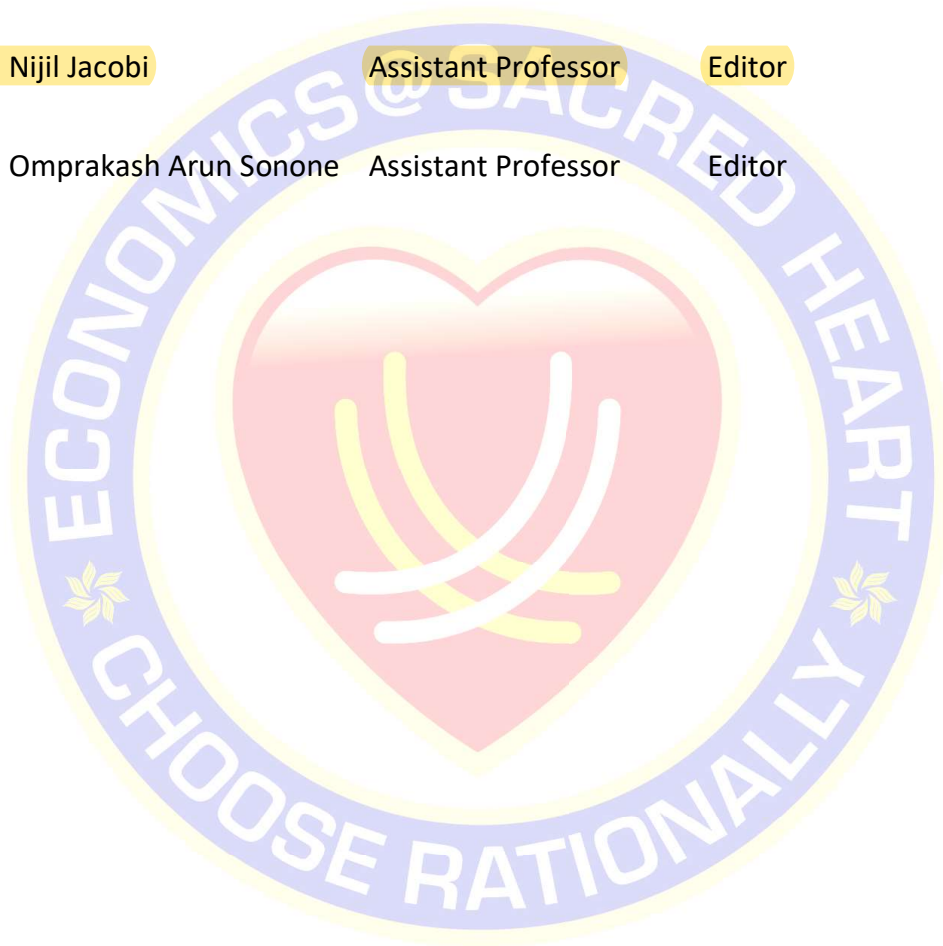 Nijil Jacobi Assistant Professor Editor
Omprakash Arun Sonone Assistant Professor Editor
ECONOMICS@SACRED HEART
CHOOSE RATIONALLY